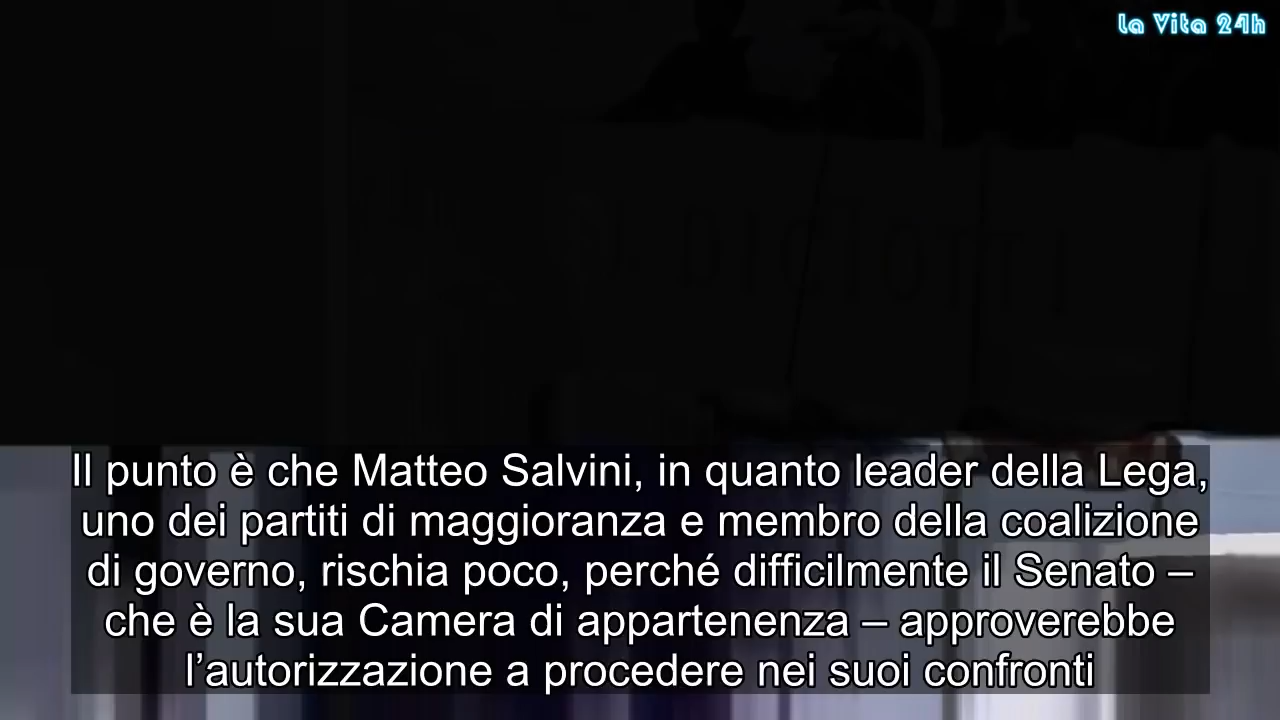 La Vita 24h
U. DICIOTTI
Il punto è che Matteo Salvini, in quanto leader della Lega,
uno dei partiti di maggioranza e membro della coalizione
di governo, rischia poco, perché difficilmente il Senato –
che è la sua Camera di appartenenza – approverebbe
l’autorizzazione a procedere nei suoi confronti